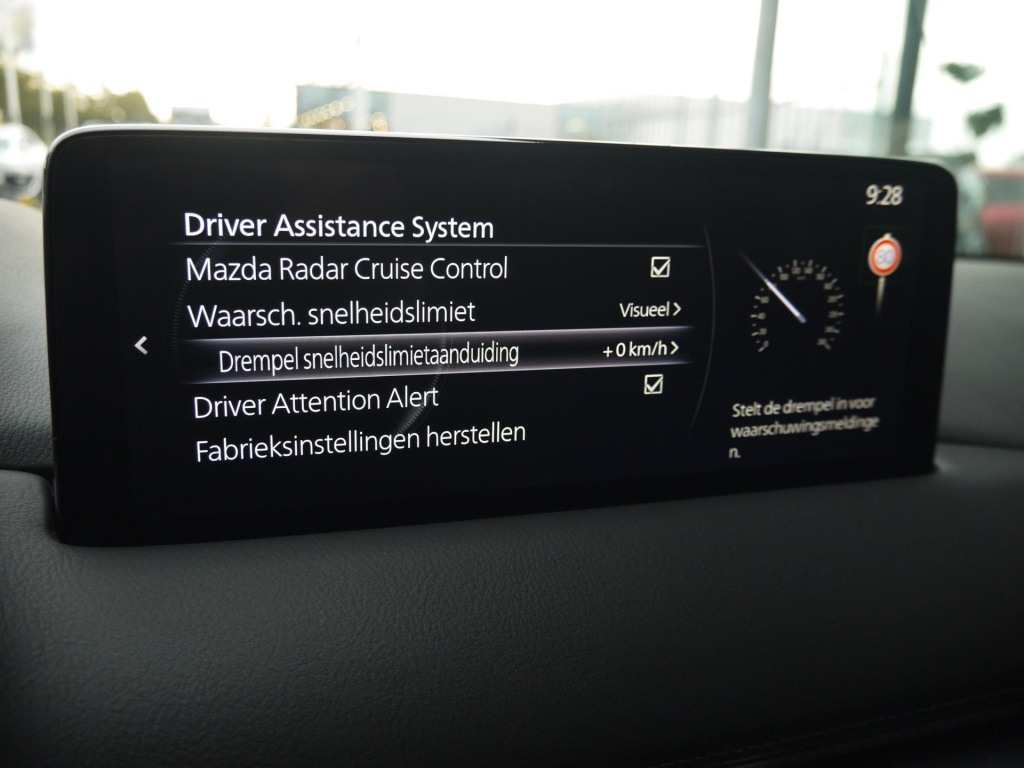 9:28
Driver Assistance System
Mazda Radar Cruise Control
Waarsch. snelheidslimiet Visueel >
Drempel snelheidslimietaanduiding + 0 km/h >
Driver Attention Alert
Fabrieksinstellingen herstellen
Stelt de drempel in voor
waarschuwingsmeldinge
n.